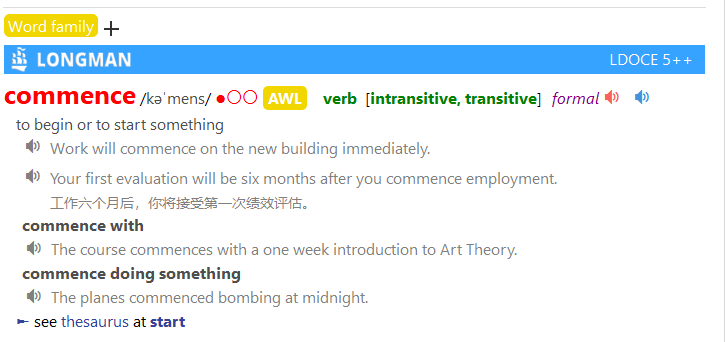 Word family
LONGMAN LDOCE 5++
commence /kəˈmens/ ●○○ AWL verb [intransitive, transitive] formal
to begin or to start something
Work will commence on the new building immediately.
Your first evaluation will be six months after you commence employment.
工作六个月后，你将接受第一次绩效评估。
commence with
The course commences with a one week introduction to Art Theory.
commence doing something
The planes commenced bombing at midnight.
► see thesaurus at start